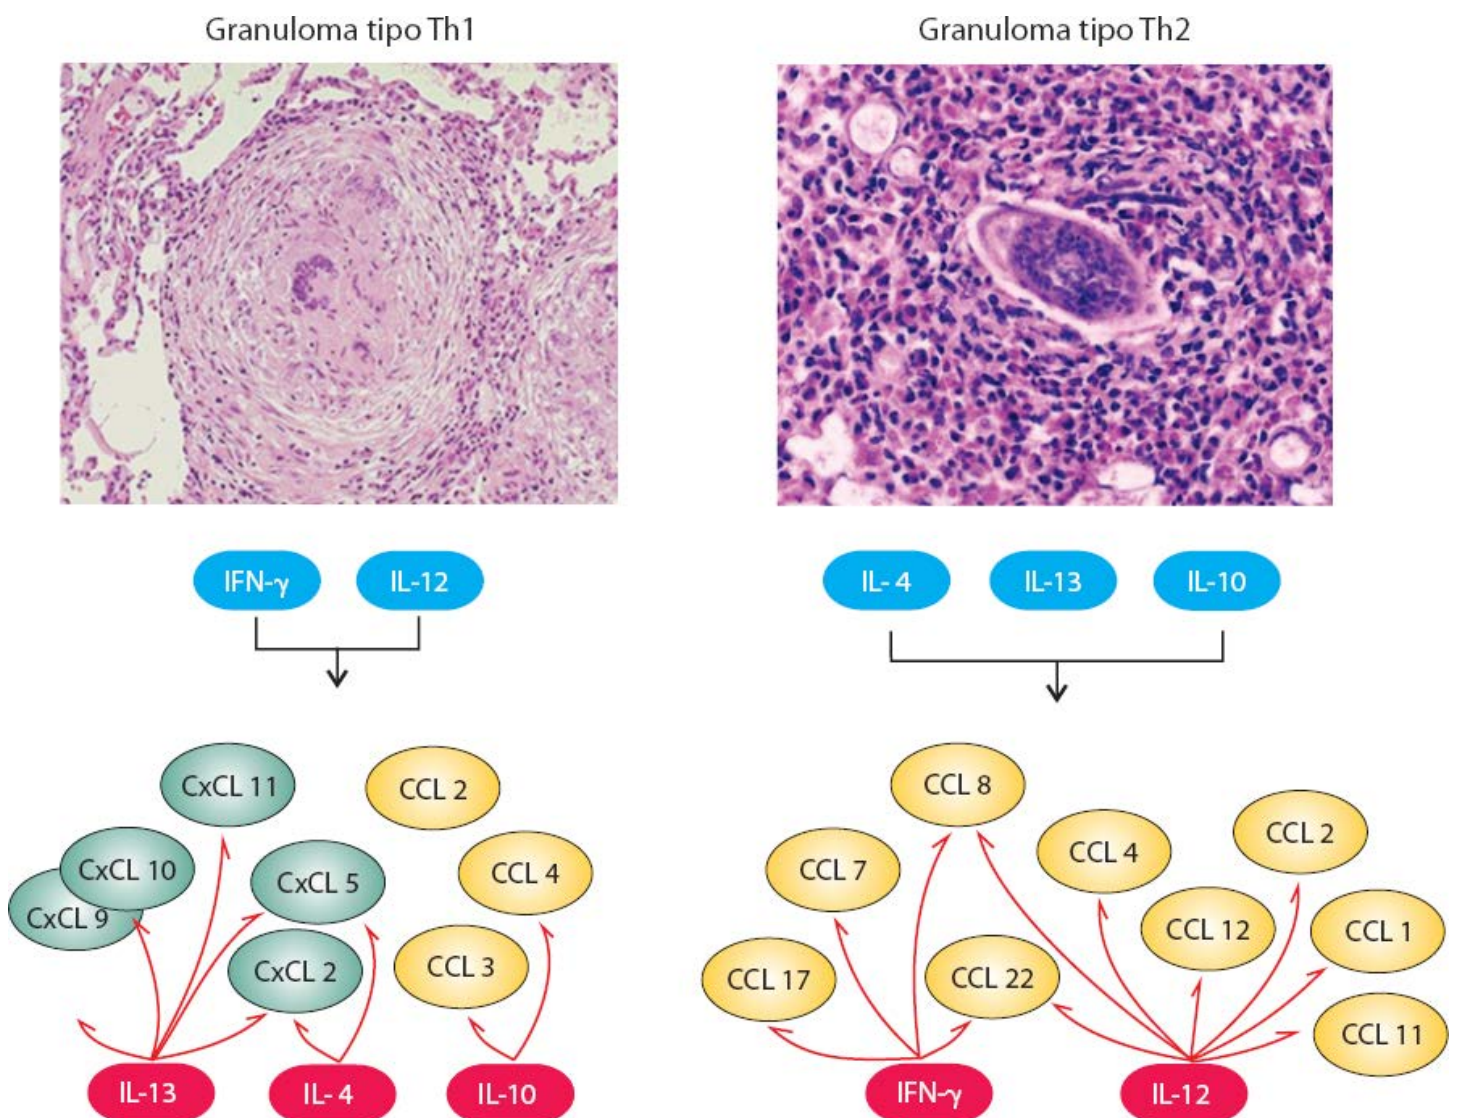 Granuloma tipo Th1
Granuloma tipo Th2
IFN-γ
IL-12
IL- 4
IL-13
IL-10
CxCL 11
CCL 2
CxCL 10
CxCL 9
CxCL 5
CCL 4
CxCL 2
CCL 3
IL-13
IL- 4
IL-10
CCL 8
CCL 7
CCL 4
CCL 2
CCL 12
CCL 1
CCL 17
CCL 22
CCL 11
IFN-γ
IL-12